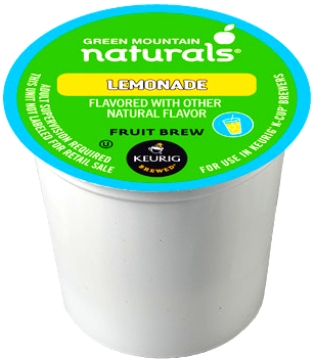 GREEN MOUNTAIN
naturals®
LEMONADE
FLAVORED WITH OTHER
NATURAL FLAVOR
FRUIT BREW
KEURIG
BREWED
ADULT SUPERVISION REQUIRED
THIS UNIT NOT LABELED FOR RETAIL SALE
U
FOR USE IN KEURIG® K-CUP BREWERS